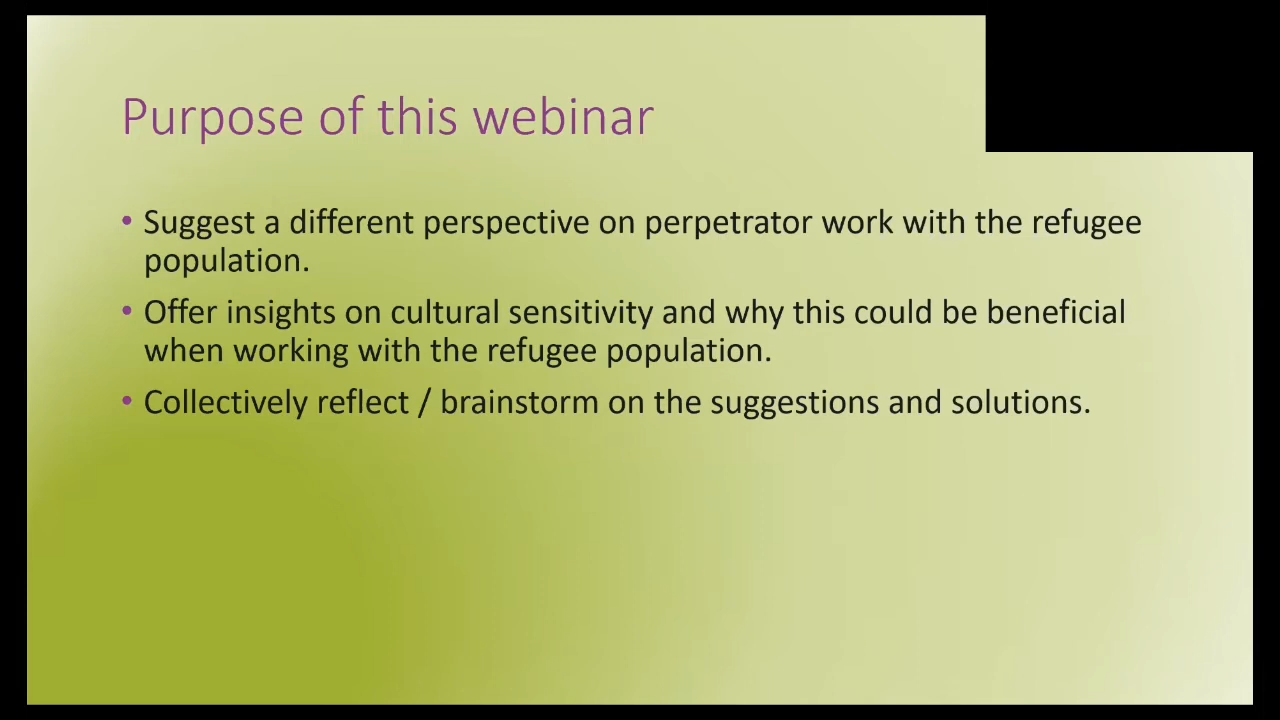 Purpose of this webinar
• Suggest a different perspective on perpetrator work with the refugee
population.
• Offer insights on cultural sensitivity and why this could be beneficial
when working with the refugee population.
• Collectively reflect / brainstorm on the suggestions and solutions.